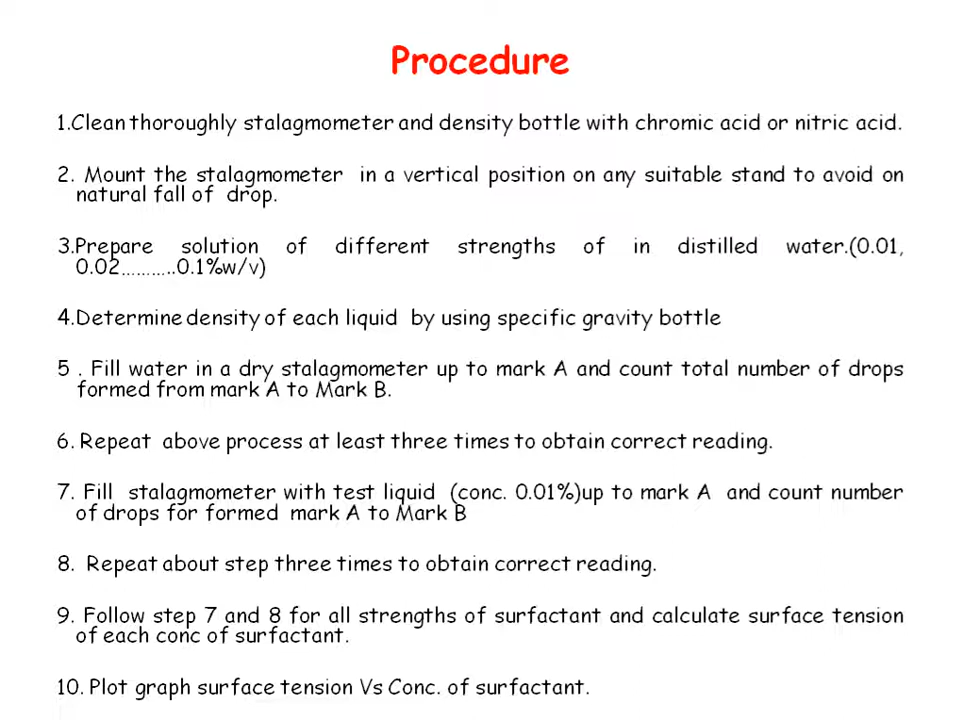 Procedure
1.Clean thoroughly stalagmometer and density bottle with chromic acid or nitric acid.
2. Mount the stalagmometer in a vertical position on any suitable stand to avoid on
natural fall of drop.
3.Prepare solution of different strengths of in distilled water.(0.01,
0.02...........0.1%w/v)
4.Determine density of each liquid by using specific gravity bottle
5 . Fill water in a dry stalagmometer up to mark A and count total number of drops
formed from mark A to Mark B.
6. Repeat above process at least three times to obtain correct reading.
7. Fill stalagmometer with test liquid (conc. 0.01%)up to mark A and count number
of drops for formed mark A to Mark B
8. Repeat about step three times to obtain correct reading.
9. Follow step 7 and 8 for all strengths of surfactant and calculate surface tension
of each conc of surfactant.
10. Plot graph surface tension Vs Conc. of surfactant.